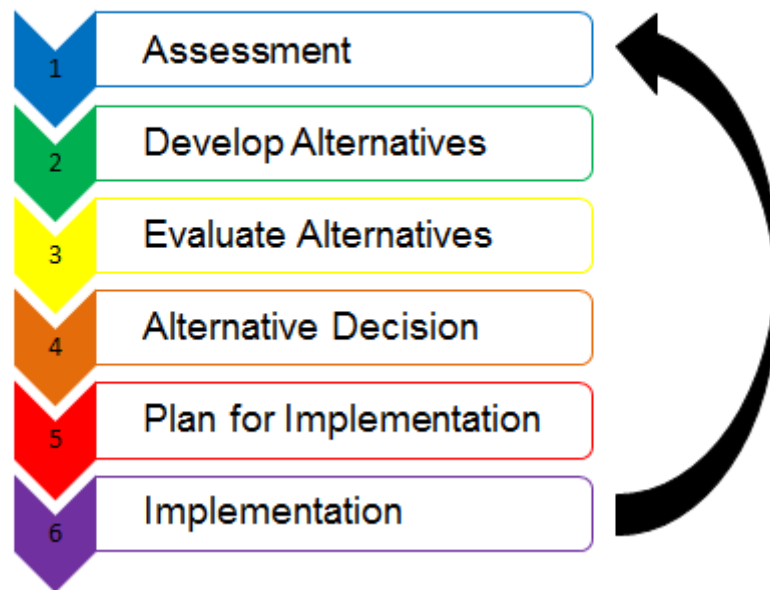 1 Assessment
2 Develop Alternatives
3 Evaluate Alternatives
4 Alternative Decision
5 Plan for Implementation
6 Implementation